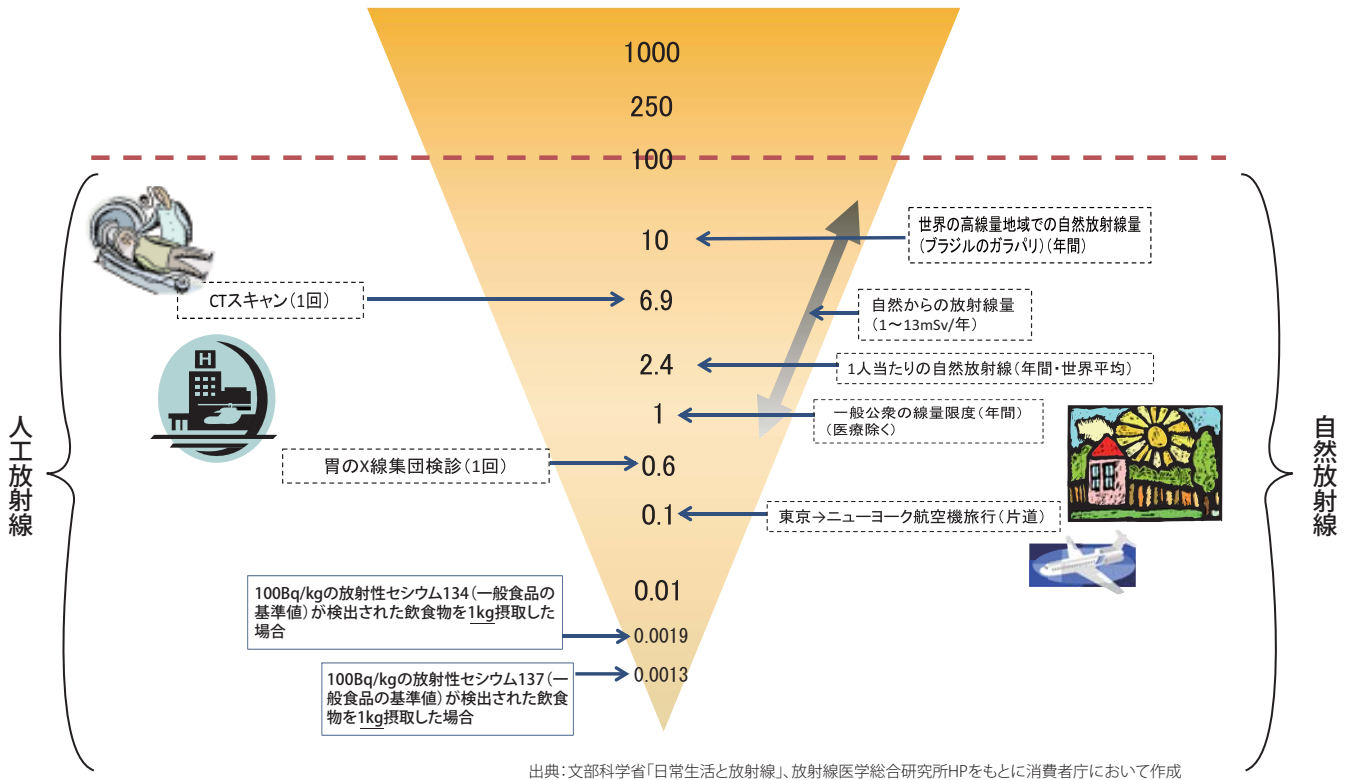 1000
250
100
10
世界の高線量地域での自然放射線量
(ブラジルのガラパリ)(年間)
CTスキャン(1回)
6.9
自然からの放射線量
(1～13mSv/年)
2.4
1人当たりの自然放射線(年間・世界平均)
1
一般公衆の線量限度(年間)
(医療除く)
人工放射線
自然放射線
胃のX線集団検診(1回)
0.6
0.1
東京→ニューヨーク航空機旅行(片道)
0.01
100Bq/kgの放射性セシウム134(一般食品の
基準値)が検出された飲食物を1kg摂取した
場合
0.0019
100Bq/kgの放射性セシウム137(一
般食品の基準値)が検出された飲食
物を1kg摂取した場合
0.0013
H
出典:文部科学省「日常生活と放射線」、放射線医学総合研究所HPをもとに消費者庁において作成